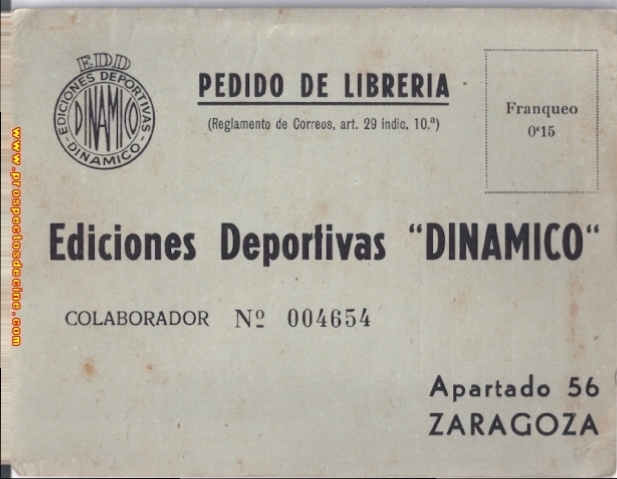 EDD
EDICIONES DEPORTIVAS
DINAMICO
DINAMICO
PEDIDO DE LIBRERIA
(Reglamento de Correos, art. 29 indic. 10.ª)
Franqueo
0'15
Ediciones Deportivas "DINAMICO"
COLABORADOR Nº 004654
Apartado 56
ZARAGOZA
www.prospectosdecine.com